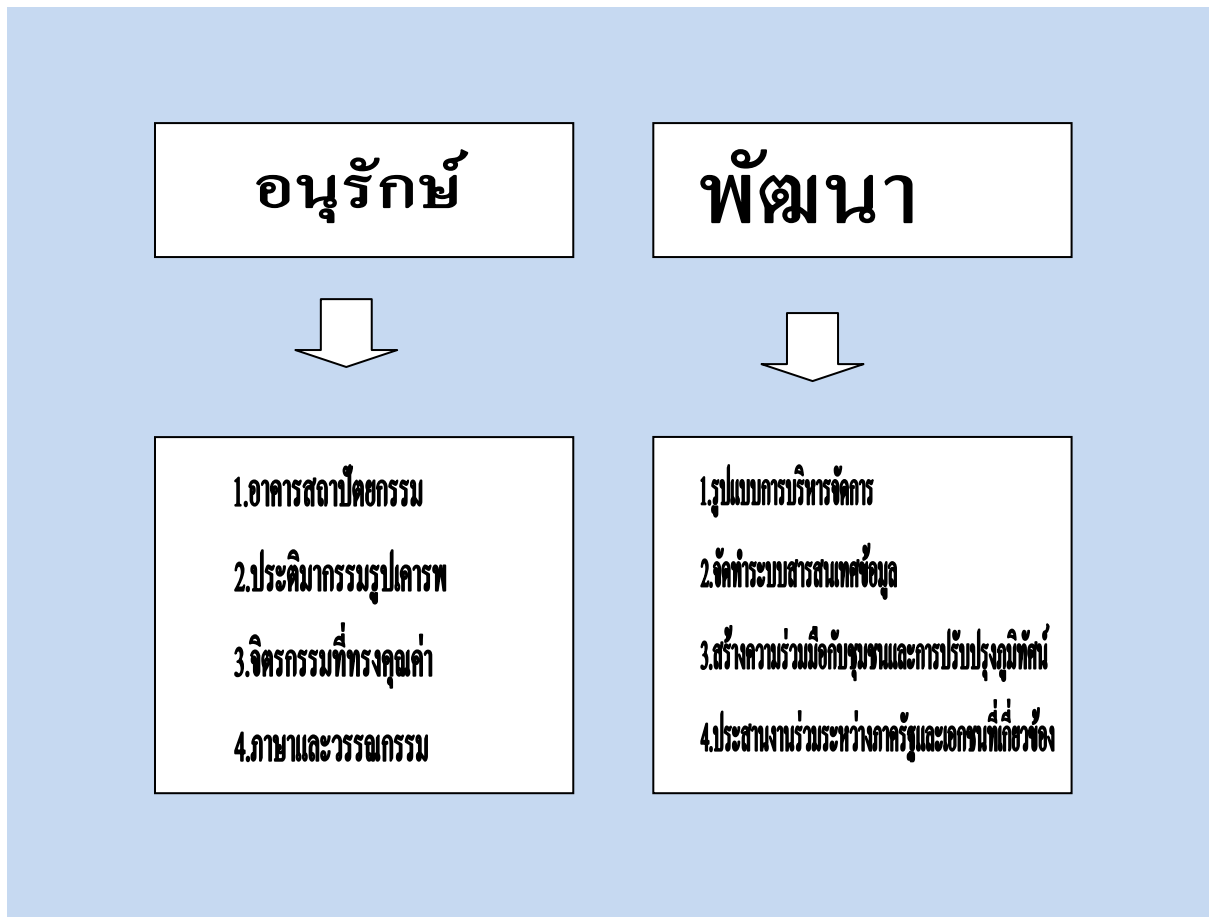 อนุรักษ์
พัฒนา
1.อาคารสถาปัตยกรรม
2.ประติมากรรมรูปเคารพ
3.จิตรกรรมที่ทรงคุณค่า
4.ภาษาและวรรณกรรม
1.รูปแบบการบริหารจัดการ
2.จัดทำระบบสารสนเทศข้อมูล
3.สร้างความร่วมมือกับชุมชนและการปรับปรุงภูมิทัศน์
4.ประสานงานร่วมระหว่างภาครัฐและเอกชนที่เกี่ยวข้อง